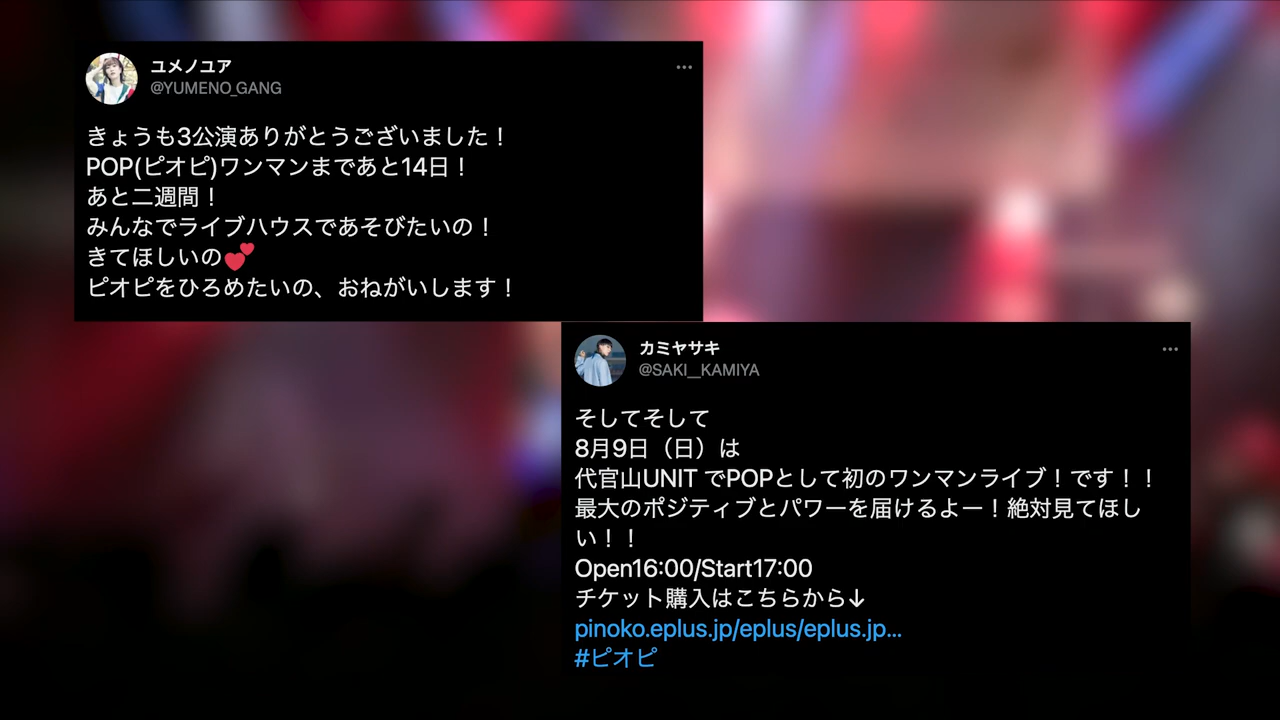 ユメノユア
@YUMENO_GANG
きょうも3公演ありがとうございました！
POP(ピオピ)ワンマンまであと14日！
あと二週間！
みんなでライブハウスであそびたいの！
きてほしいの💕
ピオピをひろめたいの、おねがいします！
カミヤサキ
@SAKI__KAMIYA
そしてそして
8月9日（日）は
代官山UNIT でPOPとして初のワンマンライブ！です！！
最大のポジティブとパワーを届けるよー！絶対見てほし
い！！
Open16:00/Start17:00
チケット購入はこちらから↓
pinoko.eplus.jp/eplus/eplus.jp…
#ピオピ